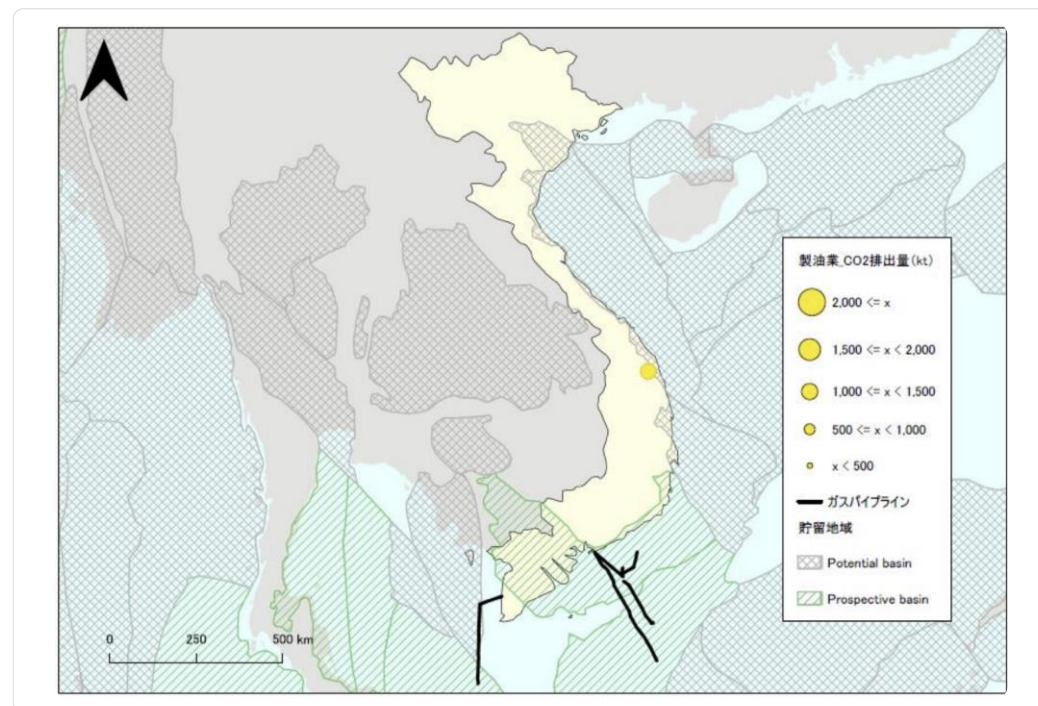 製油業_CO2排出量(kt)
2,000 <= x
1,500 <= x < 2,000
1,000 <= x < 1,500
500 <= x < 1,000
x < 500
ガスパイプライン
貯留地域
Potential basin
Prospective basin
0 250 500 km